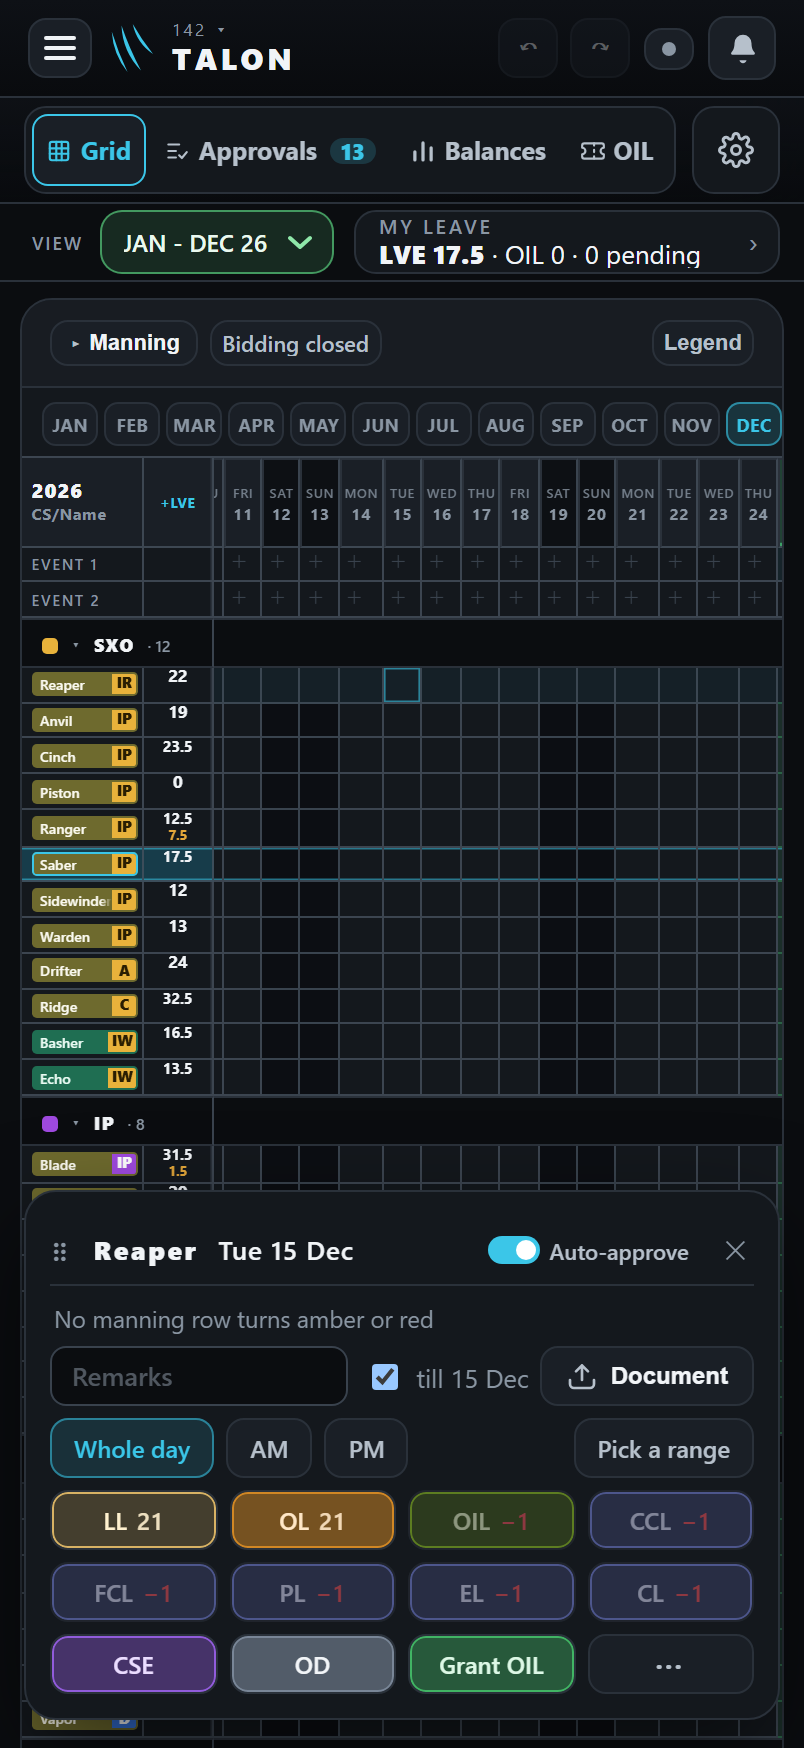 142
TALON
Grid
Approvals 13
Balances
OIL
VIEW
JAN - DEC 26
MY LEAVE
LVE 17.5 · OIL 0 · 0 pending
Manning
Bidding closed
Legend
JAN FEB MAR APR MAY JUN JUL AUG SEP OCT NOV DEC
2026
CS/Name
+LVE
FRI SAT SUN MON TUE WED THU FRI SAT SUN MON TUE WED THU
11 12 13 14 15 16 17 18 19 20 21 22 23 24
EVENT 1 + + + + + + + + + + + + + +
EVENT 2 + + + + + + + + + + + + + +
SXO · 12
Reaper IR 22
Anvil IP 19
Cinch IP 23.5
Piston IP 0
Ranger IP 12.5
7.5
Saber IP 17.5
Sidewinder IP 12
Warden IP 13
Drifter A 24
Ridge C 32.5
Basher IW 16.5
Echo IW 13.5
IP · 8
Blade IP 31.5
1.5
Reaper Tue 15 Dec
Auto-approve
No manning row turns amber or red
Remarks
till 15 Dec
Document
Whole day
AM
PM
Pick a range
LL 21
OL 21
OIL −1
CCL −1
FCL −1
PL −1
EL −1
CL −1
CSE
OD
Grant OIL
...
Vapor